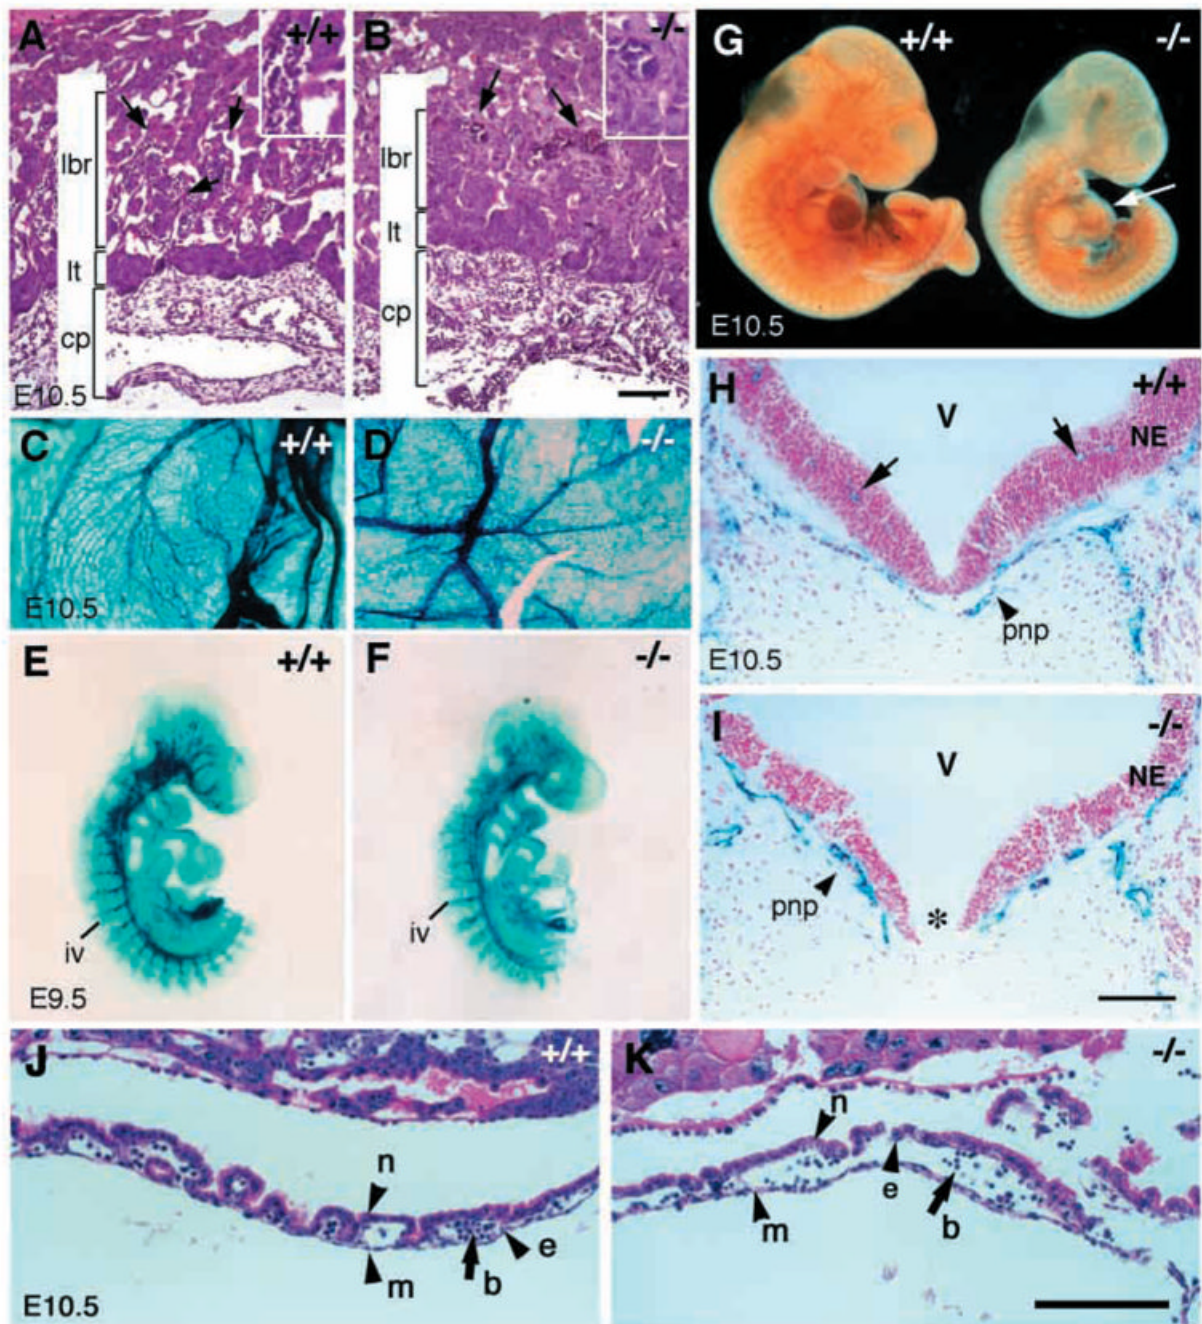 A
+/+
lbr
lt
cp
E10.5
B
-/-
lbr
lt
cp
C
+/+
E10.5
D
-/-
E
+/+
iv
E9.5
F
-/-
iv
G
+/+
-/-
E10.5
H
+/+
V
NE
pnp
E10.5
I
-/-
V
NE
pnp
*
J
+/+
n
m
b
e
E10.5
K
-/-
n
e
m
b